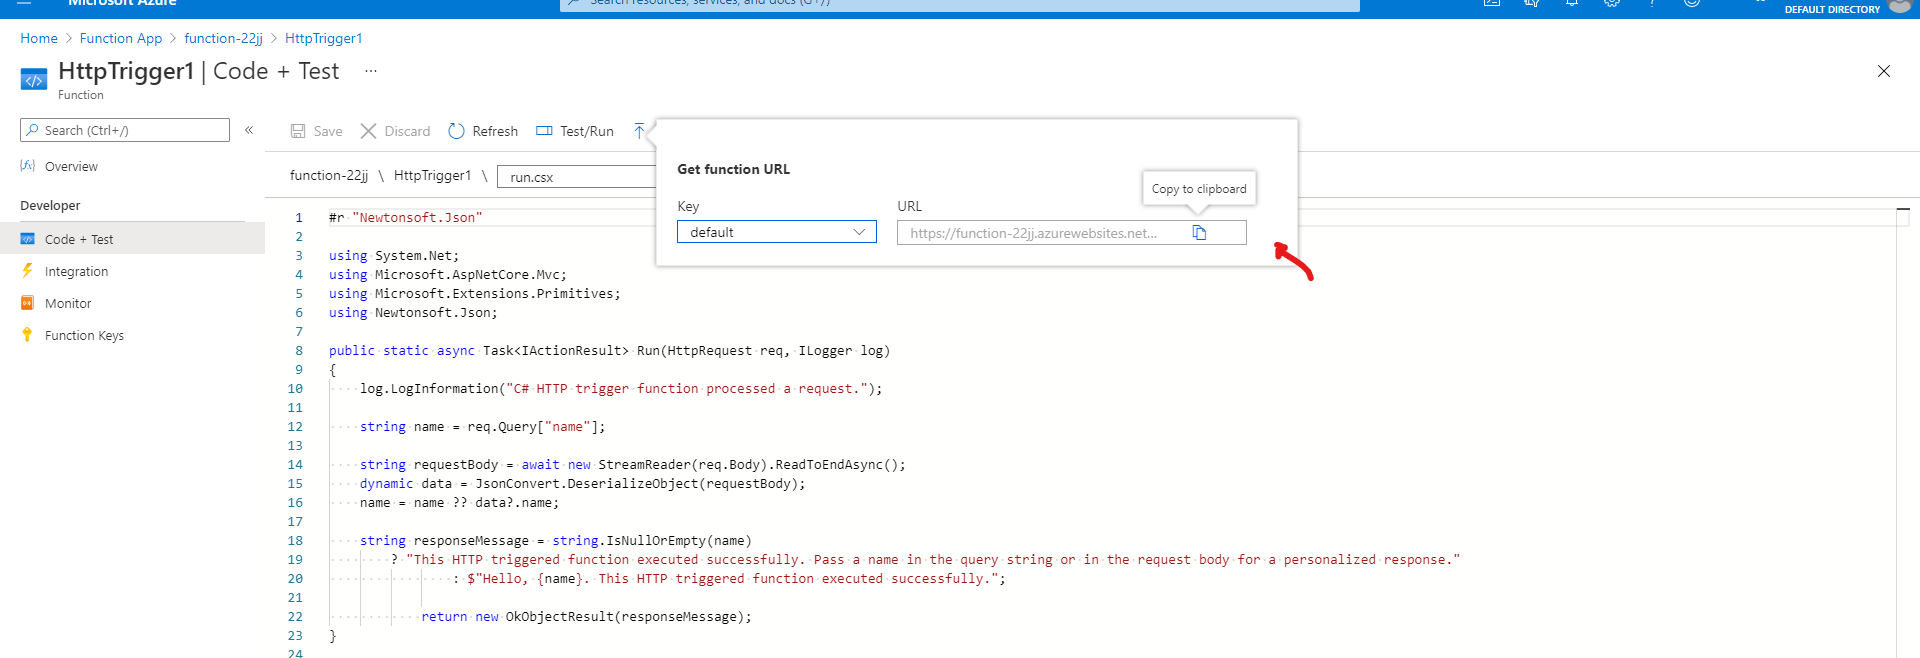 Microsoft Azure
Search resources, services, and docs (G+/)
DEFAULT DIRECTORY
Home > Function App > function-22jj > HttpTrigger1
HttpTrigger1 | Code + Test ...
Function
Search (Ctrl+/)
«
Save Discard Refresh Test/Run
Overview
Developer
Code + Test
Integration
Monitor
Function Keys
function-22jj \ HttpTrigger1 \ run.csx
Get function URL
Copy to clipboard
Key URL
default https://function-22jj.azurewebsites.net...
1 #r "Newtonsoft.Json"
2
3 using System.Net;
4 using Microsoft.AspNetCore.Mvc;
5 using Microsoft.Extensions.Primitives;
6 using Newtonsoft.Json;
7
8 public static async Task<IActionResult> Run(HttpRequest req, ILogger log)
9 {
10 log.LogInformation("C# HTTP trigger function processed a request.");
11
12 string name = req.Query["name"];
13
14 string requestBody = await new StreamReader(req.Body).ReadToEndAsync();
15 dynamic data = JsonConvert.DeserializeObject(requestBody);
16 name = name ?? data?.name;
17
18 string responseMessage = string.IsNullOrEmpty(name)
19 ? "This HTTP triggered function executed successfully. Pass a name in the query string or in the request body for a personalized response."
20 : $"Hello, {name}. This HTTP triggered function executed successfully.";
21
22 return new OkObjectResult(responseMessage);
23 }
24